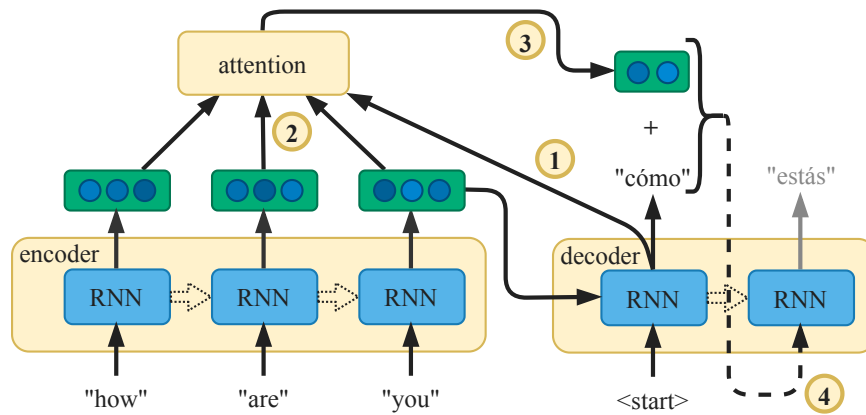 attention
3
2
1
+
"cómo"
"estás"
encoder
decoder
RNN
RNN
RNN
RNN
RNN
"how"
"are"
"you"
<start>
4